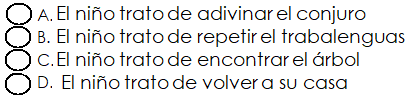 A. El niño trato de adivinar el conjuro
B. El niño trato de repetir el trabalenguas
C. El niño trato de encontrar el árbol
D. El niño trato de volver a su casa